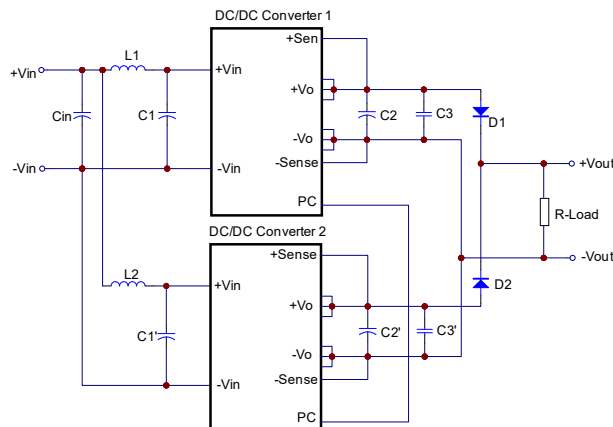 DC/DC Converter 1
+Sen
L1
+Vin
+Vin
+Vo
Cin
C1
C2
C3
D1
-Vo
-Vin
-Vin
-Sense
+Vout
PC
R-Load
DC/DC Converter 2
+Sense
-Vout
L2
+Vin
D2
+Vo
C1'
C2'
C3'
-Vo
-Vin
-Sense
PC